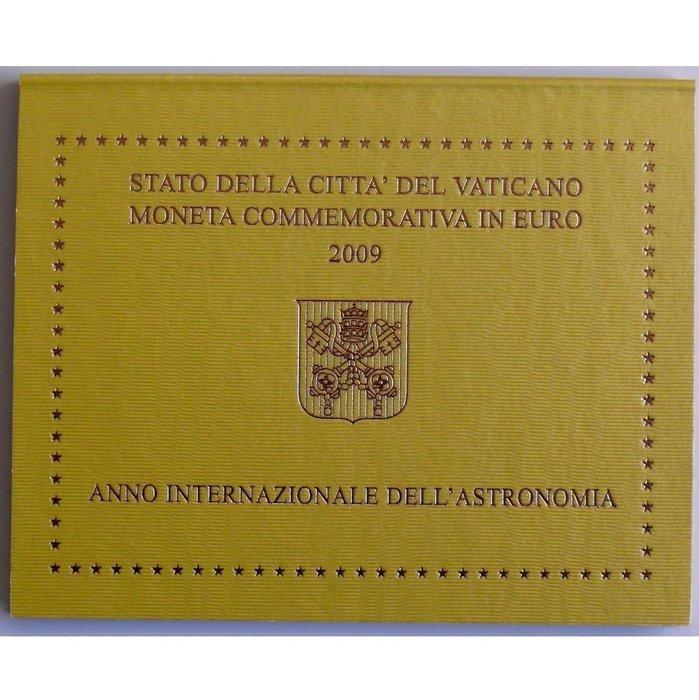 STATO DELLA CITTA' DEL VATICANO
MONETA COMMEMORATIVA IN EURO
2009
ANNO INTERNAZIONALE DELL'ASTRONOMIA